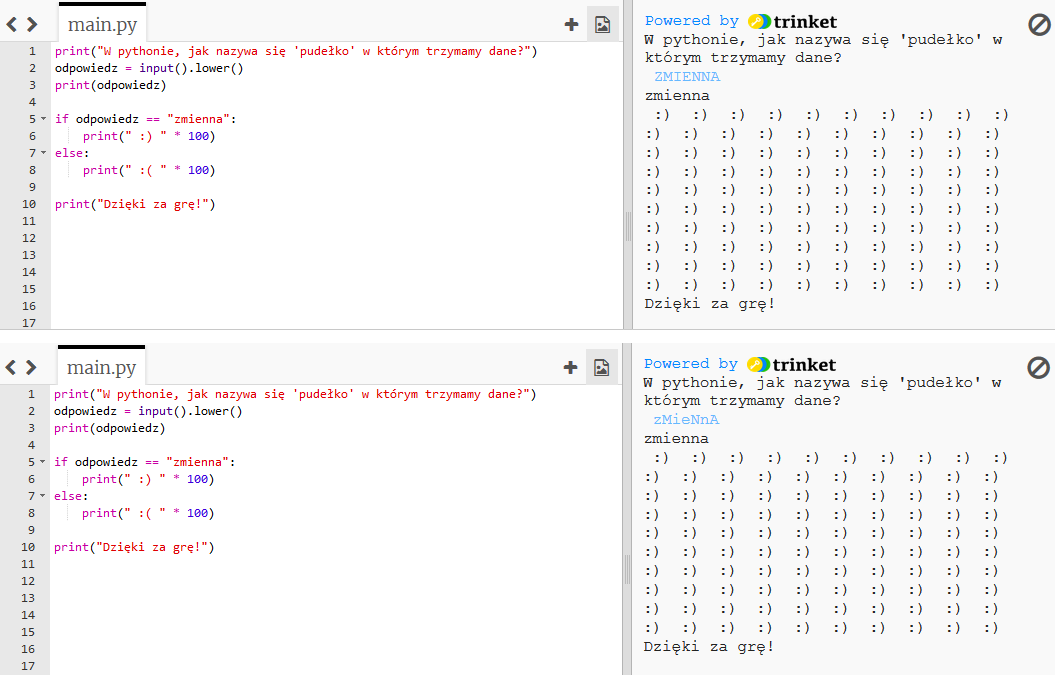 main.py
1 print("W pythonie, jak nazywa się 'pudełko' w którym trzymamy dane?")
2 odpowiedz = input().lower()
3 print(odpowiedz)
4
5 if odpowiedz == "zmienna":
6     print(" :) " * 100)
7 else:
8     print(" :( " * 100)
9
10 print("Dzięki za grę!")
11
12
13
14
15
16
17
Powered by trinket
W pythonie, jak nazywa się 'pudełko' w
którym trzymamy dane?
ZMIENNA
zmienna
:)  :)  :)  :)  :)  :)  :)  :)  :)  :)
:)  :)  :)  :)  :)  :)  :)  :)  :)  :)
:)  :)  :)  :)  :)  :)  :)  :)  :)  :)
:)  :)  :)  :)  :)  :)  :)  :)  :)  :)
:)  :)  :)  :)  :)  :)  :)  :)  :)  :)
:)  :)  :)  :)  :)  :)  :)  :)  :)  :)
:)  :)  :)  :)  :)  :)  :)  :)  :)  :)
:)  :)  :)  :)  :)  :)  :)  :)  :)  :)
:)  :)  :)  :)  :)  :)  :)  :)  :)  :)
:)  :)  :)  :)  :)  :)  :)  :)  :)  :)
Dzięki za grę!
main.py
1 print("W pythonie, jak nazywa się 'pudełko' w którym trzymamy dane?")
2 odpowiedz = input().lower()
3 print(odpowiedz)
4
5 if odpowiedz == "zmienna":
6     print(" :) " * 100)
7 else:
8     print(" :( " * 100)
9
10 print("Dzięki za grę!")
11
12
13
14
15
16
17
Powered by trinket
W pythonie, jak nazywa się 'pudełko' w
którym trzymamy dane?
zMieNnA
zmienna
:)  :)  :)  :)  :)  :)  :)  :)  :)  :)
:)  :)  :)  :)  :)  :)  :)  :)  :)  :)
:)  :)  :)  :)  :)  :)  :)  :)  :)  :)
:)  :)  :)  :)  :)  :)  :)  :)  :)  :)
:)  :)  :)  :)  :)  :)  :)  :)  :)  :)
:)  :)  :)  :)  :)  :)  :)  :)  :)  :)
:)  :)  :)  :)  :)  :)  :)  :)  :)  :)
:)  :)  :)  :)  :)  :)  :)  :)  :)  :)
:)  :)  :)  :)  :)  :)  :)  :)  :)  :)
:)  :)  :)  :)  :)  :)  :)  :)  :)  :)
Dzięki za grę!